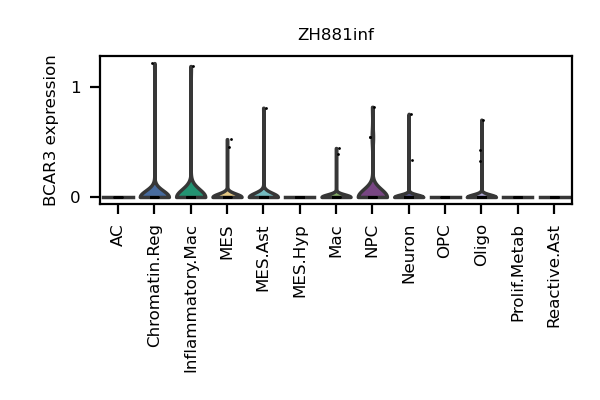 ZH881inf
BCAR3 expression
1
0
AC
Chromatin.Reg
Inflammatory.Mac
MES
MES.Ast
MES.Hyp
Mac
NPC
Neuron
OPC
Oligo
Prolif.Metab
Reactive.Ast